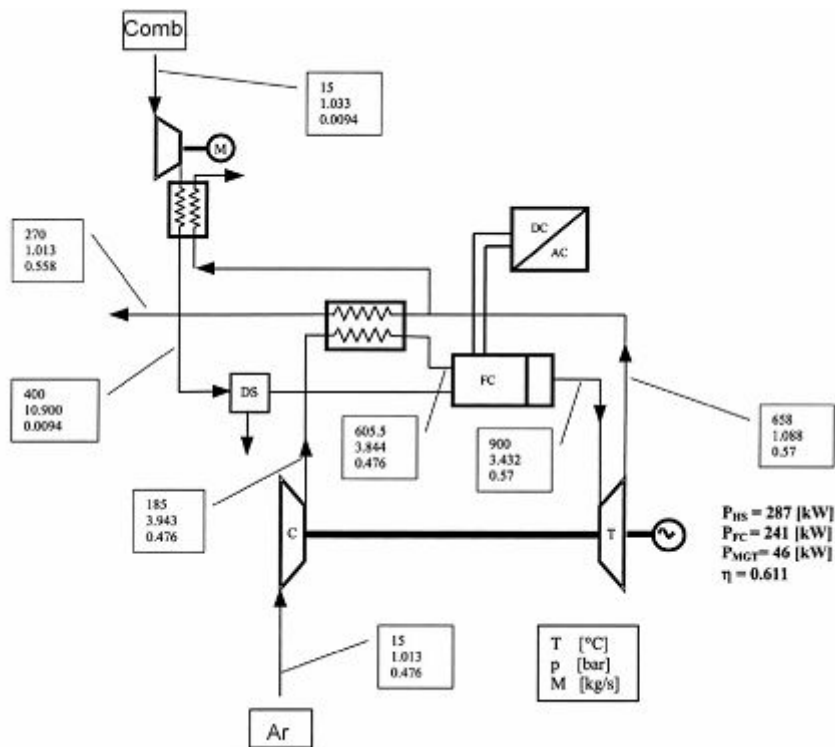 Comb.
15
1.033
0.0094
M
270
1.013
0.558
DC
AC
400
10.900
0.0094
DS
FC
605.5
3.844
0.476
900
3.432
0.57
658
1.088
0.57
185
3.943
0.476
C
T
P_HS = 287 [kW]
P_FC = 241 [kW]
P_MGT= 46 [kW]
η = 0.611
15
1.013
0.476
T [°C]
p [bar]
M [kg/s]
Ar